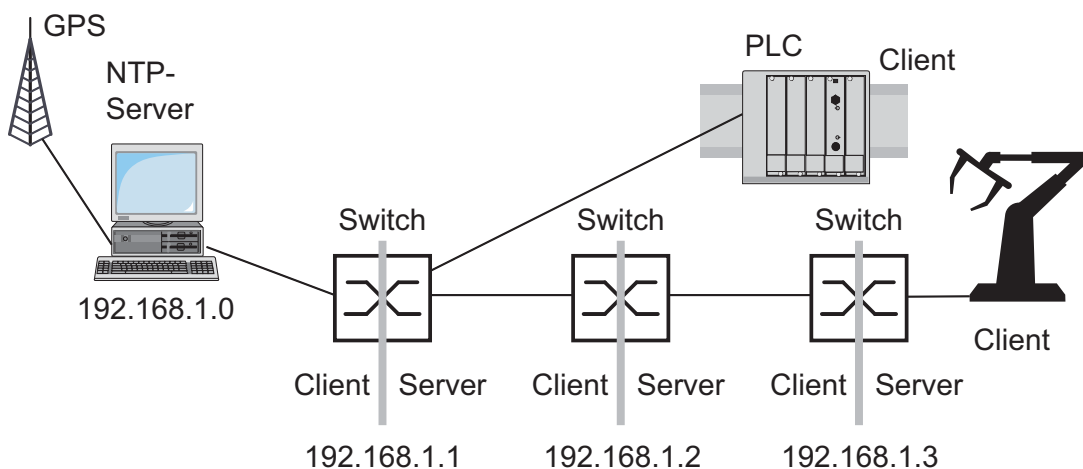 GPS
NTP-
Server
192.168.1.0
PLC
Client
Switch
Switch
Switch
Client
Client Server
Client Server
Client Server
192.168.1.1
192.168.1.2
192.168.1.3